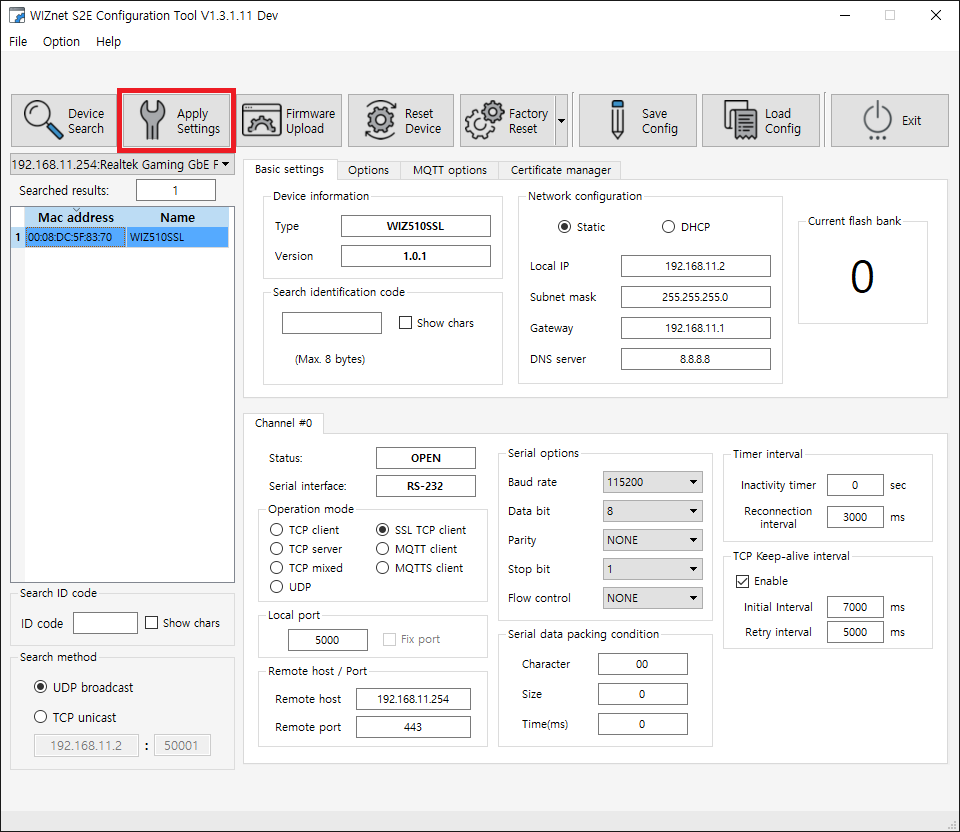 WIZnet S2E Configuration Tool V1.3.1.11 Dev
File Option Help
Device Search
Apply Settings
Firmware Upload
Reset Device
Factory Reset
Save Config
Load Config
Exit
192.168.11.254:Realtek Gaming GbE F
Searched results: 1
Mac address Name
1 00:08:DC:5F:83:70 WIZ510SSL
Search ID code
ID code Show chars
Search method
UDP broadcast
TCP unicast
192.168.11.2 : 50001
Basic settings Options MQTT options Certificate manager
Device information
Type WIZ510SSL
Version 1.0.1
Search identification code
Show chars
(Max. 8 bytes)
Network configuration
Static DHCP
Local IP 192.168.11.2
Subnet mask 255.255.255.0
Gateway 192.168.11.1
DNS server 8.8.8.8
Current flash bank
0
Channel #0
Status: OPEN
Serial interface: RS-232
Operation mode
TCP client SSL TCP client
TCP server MQTT client
TCP mixed MQTTS client
UDP
Local port
5000 Fix port
Remote host / Port
Remote host 192.168.11.254
Remote port 443
Serial options
Baud rate 115200
Data bit 8
Parity NONE
Stop bit 1
Flow control NONE
Serial data packing condition
Character 00
Size 0
Time(ms) 0
Timer interval
Inactivity timer 0 sec
Reconnection interval 3000 ms
TCP Keep-alive interval
Enable
Initial Interval 7000 ms
Retry interval 5000 ms